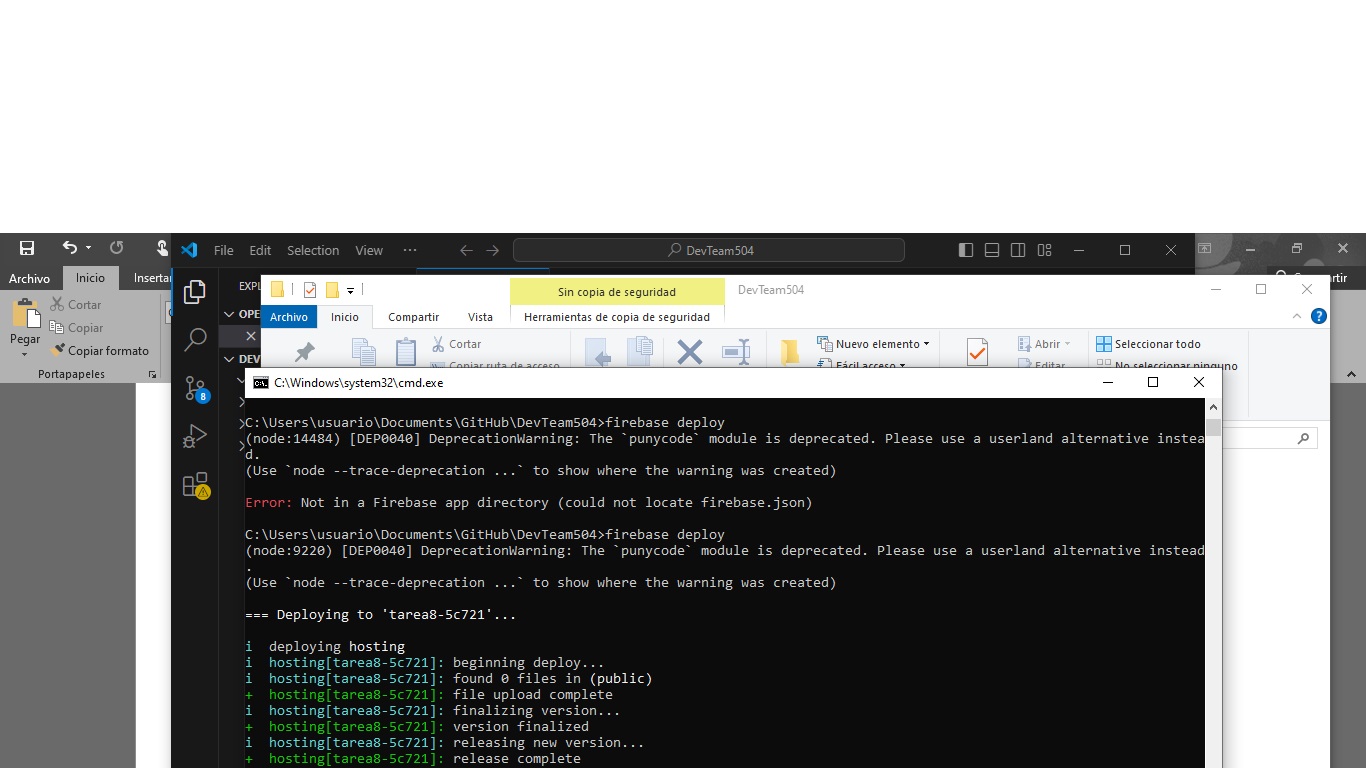 File Edit Selection View ··· DevTeam504
Archivo Inicio Insertar
EXPL
Sin copia de seguridad DevTeam504
Cortar
OPE
Archivo Inicio Compartir Vista Herramientas de copia de seguridad
Copiar
Pegar
Cortar Nuevo elemento Abrir Seleccionar todo
Copiar formato
DEV
Copiar ruta de acceso Fácil acceso Editar No seleccionar ninguno
Portapapeles
C:\Windows\system32\cmd.exe
8
C:\Users\usuario\Documents\GitHub\DevTeam504>firebase deploy
(node:14484) [DEP0040] DeprecationWarning: The `punycode` module is deprecated. Please use a userland alternative instea
d.
(Use `node --trace-deprecation ...` to show where the warning was created)
Error: Not in a Firebase app directory (could not locate firebase.json)
C:\Users\usuario\Documents\GitHub\DevTeam504>firebase deploy
(node:9220) [DEP0040] DeprecationWarning: The `punycode` module is deprecated. Please use a userland alternative instead
.
(Use `node --trace-deprecation ...` to show where the warning was created)
=== Deploying to 'tarea8-5c721'...
i deploying hosting
i hosting[tarea8-5c721]: beginning deploy...
i hosting[tarea8-5c721]: found 0 files in (public)
+ hosting[tarea8-5c721]: file upload complete
i hosting[tarea8-5c721]: finalizing version...
+ hosting[tarea8-5c721]: version finalized
i hosting[tarea8-5c721]: releasing new version...
+ hosting[tarea8-5c721]: release complete